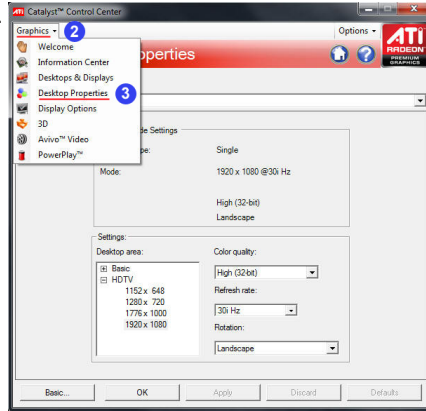 Catalyst™ Control Center
Graphics
2
Options
ATI
RADEON
PREMIUM
GRAPHICS
Welcome
Information Center
Desktops & Displays
Desktop Properties
3
Display Options
3D
Avivo™ Video
PowerPlay™
operties
de Settings
pe:
Single
Mode:
1920 x 1080 @30i Hz
High (32-bit)
Landscape
Settings:
Desktop area:
Color quality:
Basic
HDTV
1152 x 648
1280 x 720
1776 x 1000
1920 x 1080
High (32-bit)
Refresh rate:
30i Hz
Rotation:
Landscape
Basic...
OK
Apply
Discard
Defaults